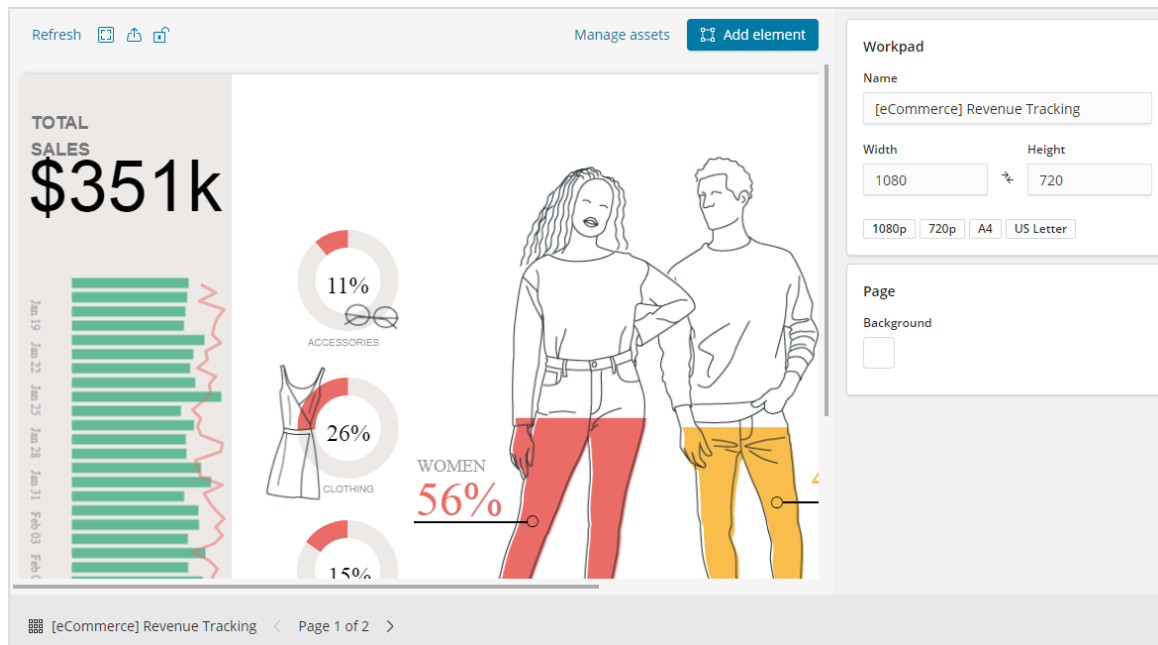 Refresh
Manage assets
Add element
TOTAL
SALES
$351k
Jan 19
Jan 22
Jan 25
Jan 28
Jan 31
Feb 03
Feb
11%
ACCESSORIES
26%
CLOTHING
15%
WOMEN
56%
Workpad
Name
[eCommerce] Revenue Tracking
Width
Height
1080
720
1080p
720p
A4
US Letter
Page
Background
[eCommerce] Revenue Tracking
Page 1 of 2